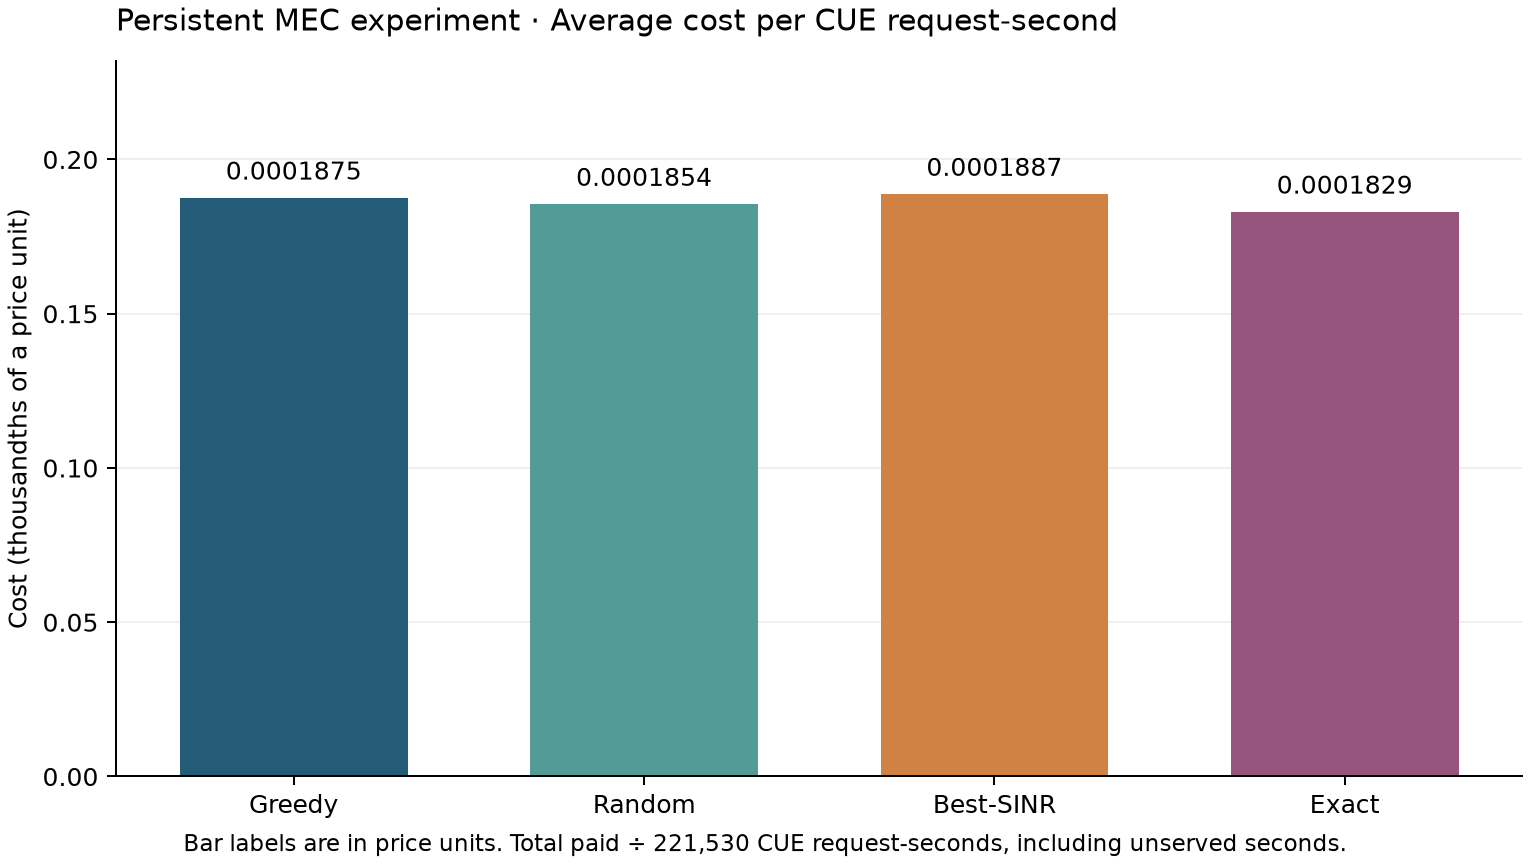 Persistent MEC experiment · Average cost per CUE request-second
Cost (thousandths of a price unit)
0.20
0.15
0.10
0.05
0.00
0.0001875
0.0001854
0.0001887
0.0001829
Greedy
Random
Best-SINR
Exact
Bar labels are in price units. Total paid ÷ 221,530 CUE request-seconds, including unserved seconds.